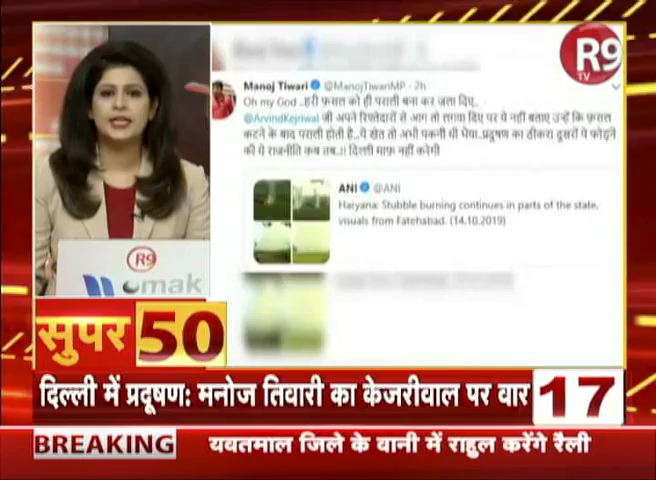 R9
TV
Manoj Tiwari @ManojTiwariMP - 2h
Oh my God ..हरी फ़सल को ही पराली बना कर जला दिए..
@ArvindKejriwal जी अपने रिश्तेदारों से आग तो लगवा दिए पर ये नहीं बताए उन्हें कि फ़सल
कटने के बाद पराली होती है..ये खेत तो अभी पकनी थी भैया..प्रदूषण का ठीकरा दूसरों पे फोड़ने
की ये राजनीति कब तब..!! दिल्ली माफ़ नहीं करेगी
ANI @ANI
Haryana: Stubble burning continues in parts of the state,
visuals from Fatehabad. (14.10.2019)
R9
omak
सुपर 50
दिल्ली में प्रदूषण: मनोज तिवारी का केजरीवाल पर वार 17
BREAKING यवतमाल जिले के वानी में राहुल करेंगे रैली